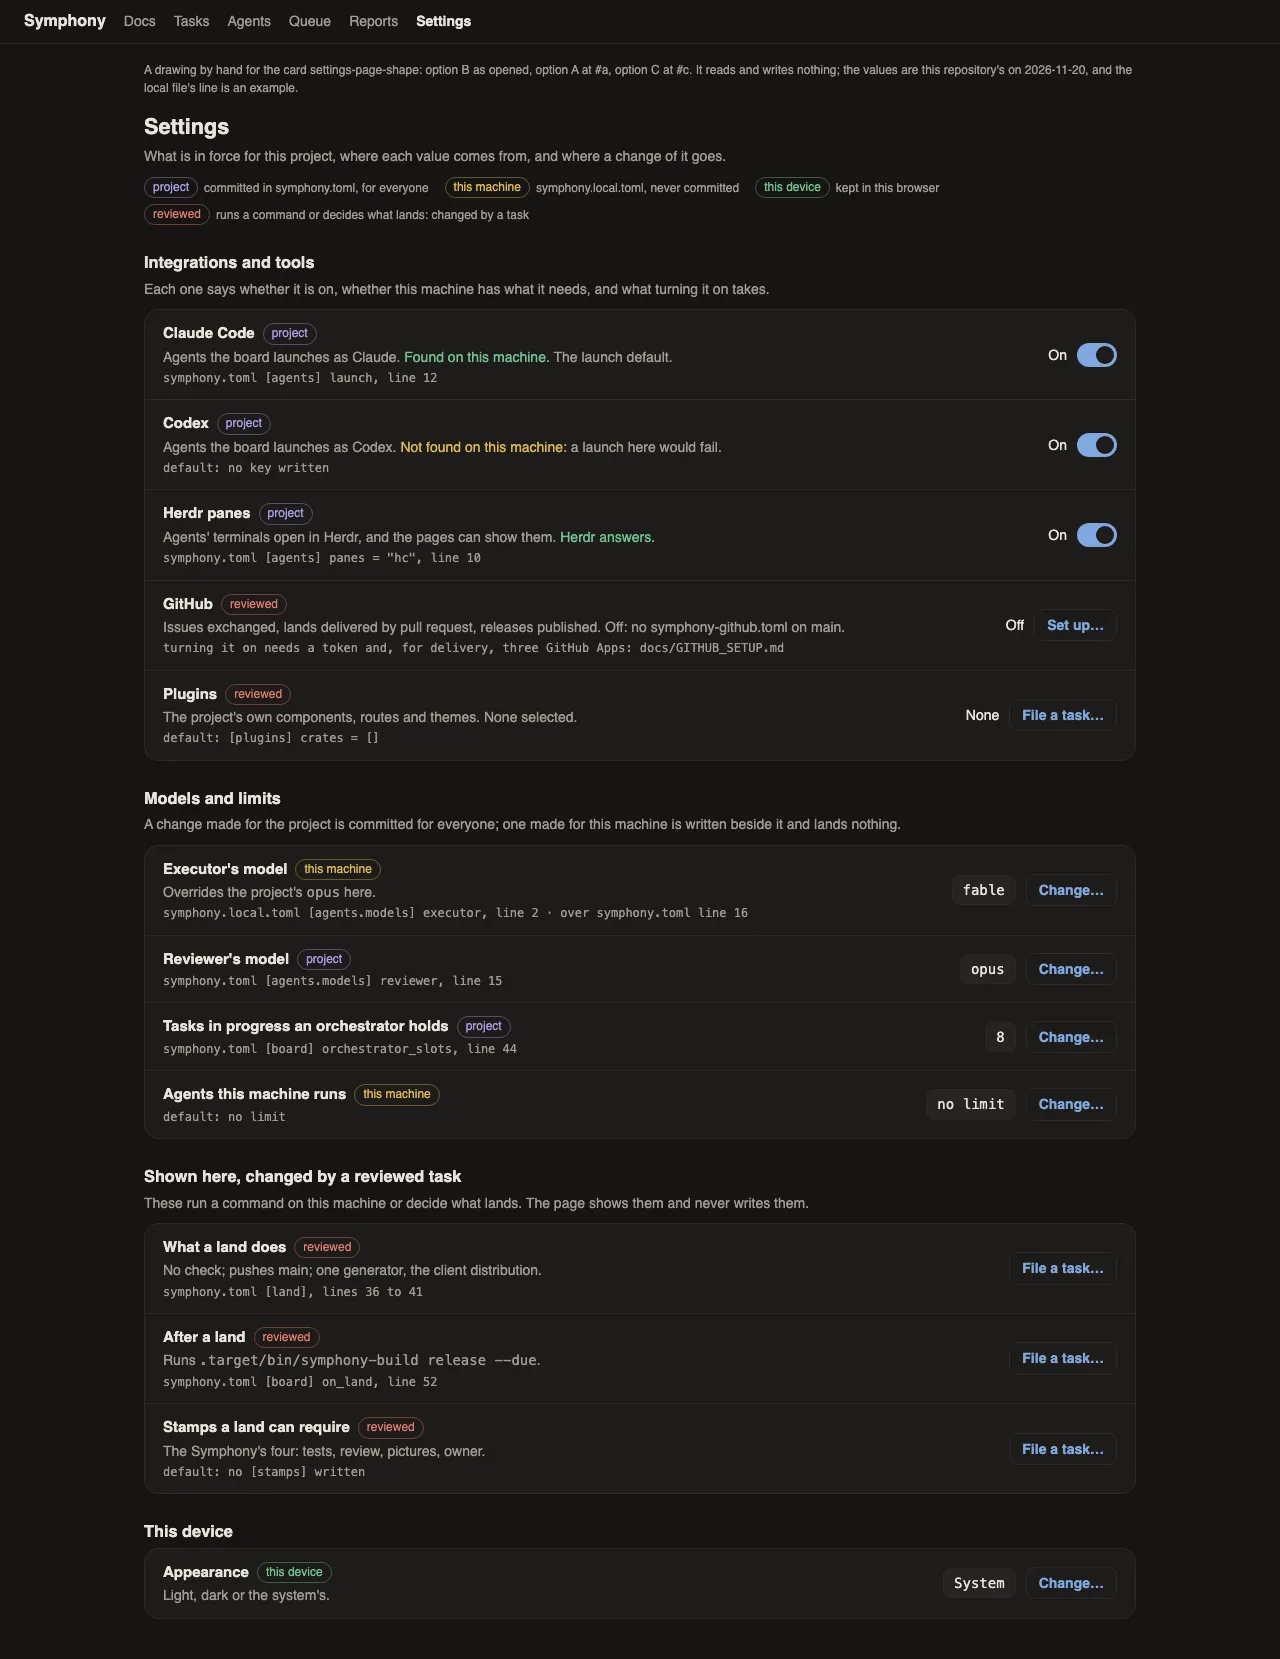 Symphony Docs Tasks Agents Queue Reports Settings
A drawing by hand for the card settings-page-shape: option B as opened, option A at #a, option C at #c. It reads and writes nothing; the values are this repository's on 2026-11-20, and the
local file's line is an example.
Settings
What is in force for this project, where each value comes from, and where a change of it goes.
project committed in symphony.toml, for everyone this machine symphony.local.toml, never committed this device kept in this browser
reviewed runs a command or decides what lands: changed by a task
Integrations and tools
Each one says whether it is on, whether this machine has what it needs, and what turning it on takes.
Claude Code project
Agents the board launches as Claude. Found on this machine. The launch default.
symphony.toml [agents] launch, line 12
On
Codex project
Agents the board launches as Codex. Not found on this machine: a launch here would fail.
default: no key written
On
Herdr panes project
Agents' terminals open in Herdr, and the pages can show them. Herdr answers.
symphony.toml [agents] panes = "hc", line 10
On
GitHub reviewed
Issues exchanged, lands delivered by pull request, releases published. Off: no symphony-github.toml on main.
turning it on needs a token and, for delivery, three GitHub Apps: docs/GITHUB_SETUP.md
Off Set up...
Plugins reviewed
The project's own components, routes and themes. None selected.
default: [plugins] crates = []
None File a task...
Models and limits
A change made for the project is committed for everyone; one made for this machine is written beside it and lands nothing.
Executor's model this machine
Overrides the project's opus here.
symphony.local.toml [agents.models] executor, line 2 · over symphony.toml line 16
fable Change...
Reviewer's model project
symphony.toml [agents.models] reviewer, line 15
opus Change...
Tasks in progress an orchestrator holds project
symphony.toml [board] orchestrator_slots, line 44
8 Change...
Agents this machine runs this machine
default: no limit
no limit Change...
Shown here, changed by a reviewed task
These run a command on this machine or decide what lands. The page shows them and never writes them.
What a land does reviewed
No check; pushes main; one generator, the client distribution.
symphony.toml [land], lines 36 to 41
File a task...
After a land reviewed
Runs .target/bin/symphony-build release --due.
symphony.toml [board] on_land, line 52
File a task...
Stamps a land can require reviewed
The Symphony's four: tests, review, pictures, owner.
default: no [stamps] written
File a task...
This device
Appearance this device
Light, dark or the system's.
System Change...